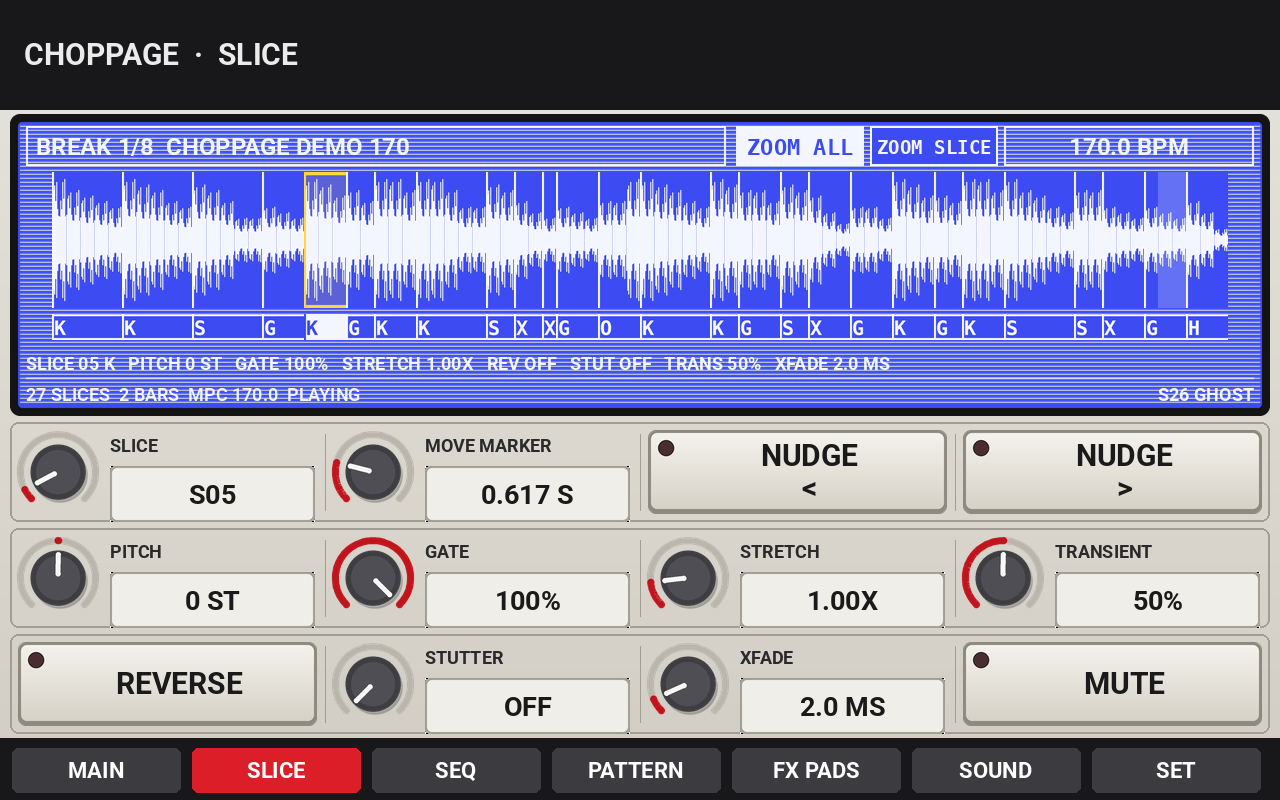 CHOPPAGE · SLICE
BREAK 1/8 CHOPPAGE DEMO 170 ZOOM ALL ZOOM SLICE 170.0 BPM
K K S G K G K K S X X G O K K G S X G K G K S S X G H
SLICE 05 K PITCH 0 ST GATE 100% STRETCH 1.00X REV OFF STUT OFF TRANS 50% XFADE 2.0 MS
27 SLICES 2 BARS MPC 170.0 PLAYING S26 GHOST
SLICE MOVE MARKER NUDGE NUDGE
S05 0.617 S < >
PITCH GATE STRETCH TRANSIENT
0 ST 100% 1.00X 50%
REVERSE STUTTER XFADE MUTE
OFF 2.0 MS
MAIN SLICE SEQ PATTERN FX PADS SOUND SET